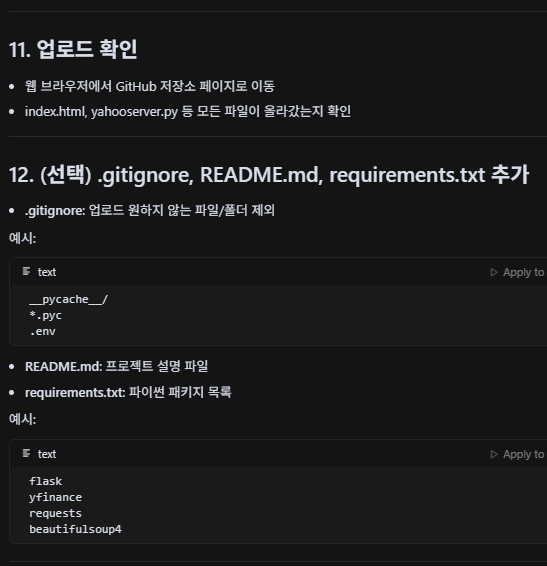 11. 업로드 확인
• 웹 브라우저에서 GitHub 저장소 페이지로 이동
• index.html, yahooserver.py 등 모든 파일이 올라갔는지 확인
12. (선택) .gitignore, README.md, requirements.txt 추가
• .gitignore: 업로드 원하지 않는 파일/폴더 제외
예시:
text
Apply to
__pycache__/
*.pyc
.env
• README.md: 프로젝트 설명 파일
• requirements.txt: 파이썬 패키지 목록
예시:
text
Apply to
flask
yfinance
requests
beautifulsoup4